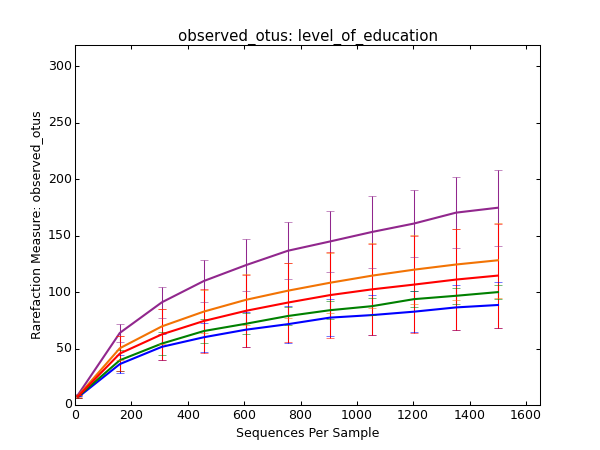 observed_otus: level_of_education
Rarefaction Measure: observed_otus
300
250
200
150
100
50
0
0 200 400 600 800 1000 1200 1400 1600
Sequences Per Sample